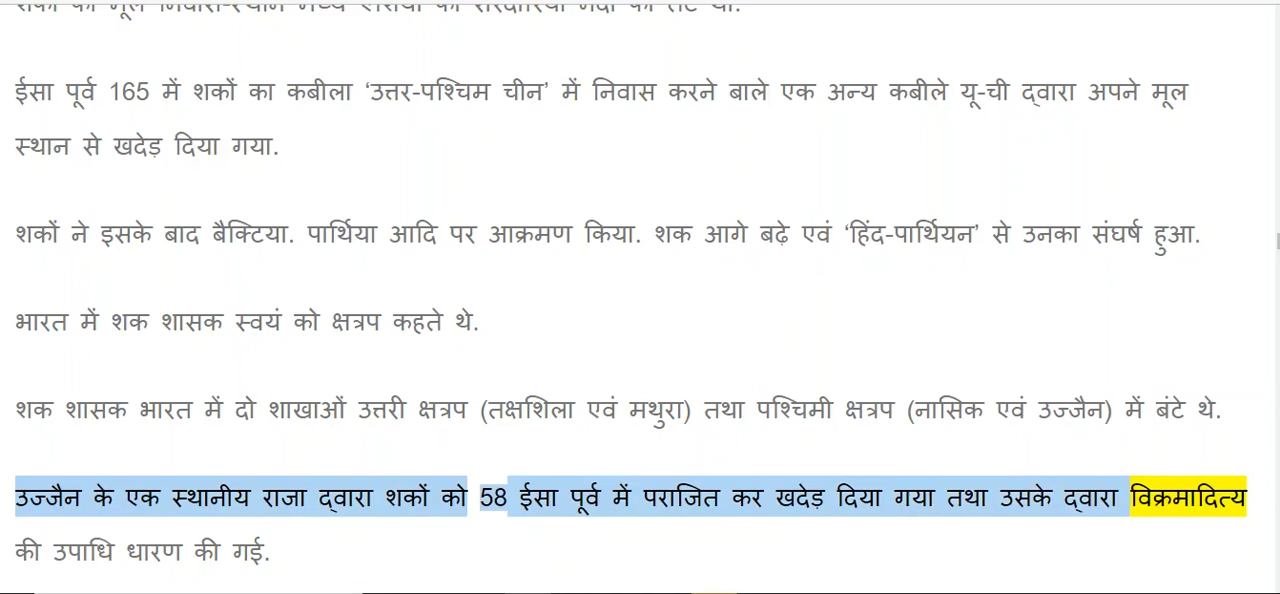 ईसा पूर्व 165 में शकों का कबीला ‘उत्तर-पश्चिम चीन’ में निवास करने बाले एक अन्य कबीले यू-ची द्वारा अपने मूल
स्थान से खदेड़ दिया गया.
शकों ने इसके बाद बैक्टिया. पार्थिया आदि पर आक्रमण किया. शक आगे बढ़े एवं ‘हिंद-पार्थियन’ से उनका संघर्ष हुआ.
भारत में शक शासक स्वयं को क्षत्रप कहते थे.
शक शासक भारत में दो शाखाओं उत्तरी क्षत्रप (तक्षशिला एवं मथुरा) तथा पश्चिमी क्षत्रप (नासिक एवं उज्जैन) में बंटे थे.
उज्जैन के एक स्थानीय राजा द्वारा शकों को 58 ईसा पूर्व में पराजित कर खदेड़ दिया गया तथा उसके द्वारा विक्रमादित्य
की उपाधि धारण की गई.